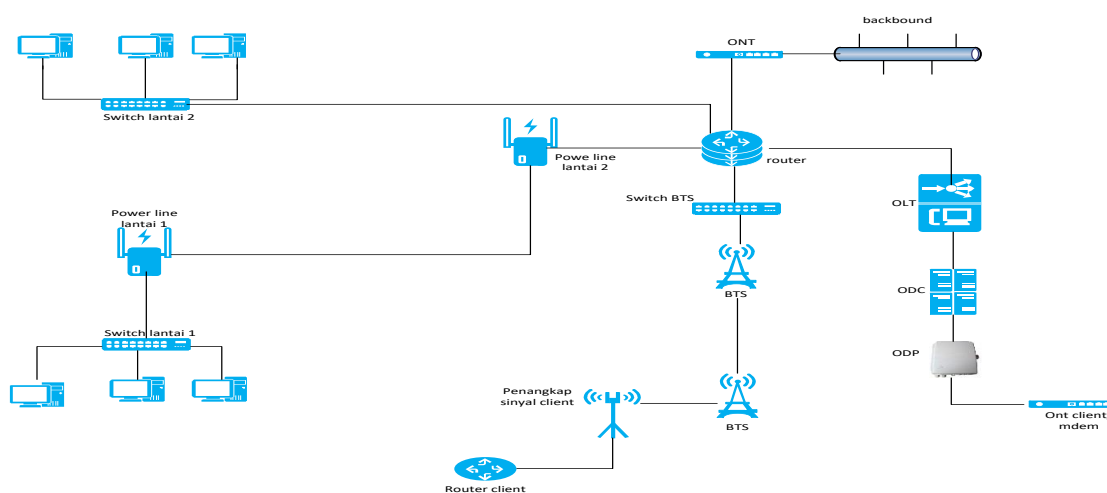 backbound
ONT
Switch lantai 2
Powe line
lantai 2
router
Switch BTS
OLT
Power line
lantai 1
BTS
ODC
Switch lantai 1
ODP
Penangkap
sinyal client
BTS
Ont client
mdem
Router client